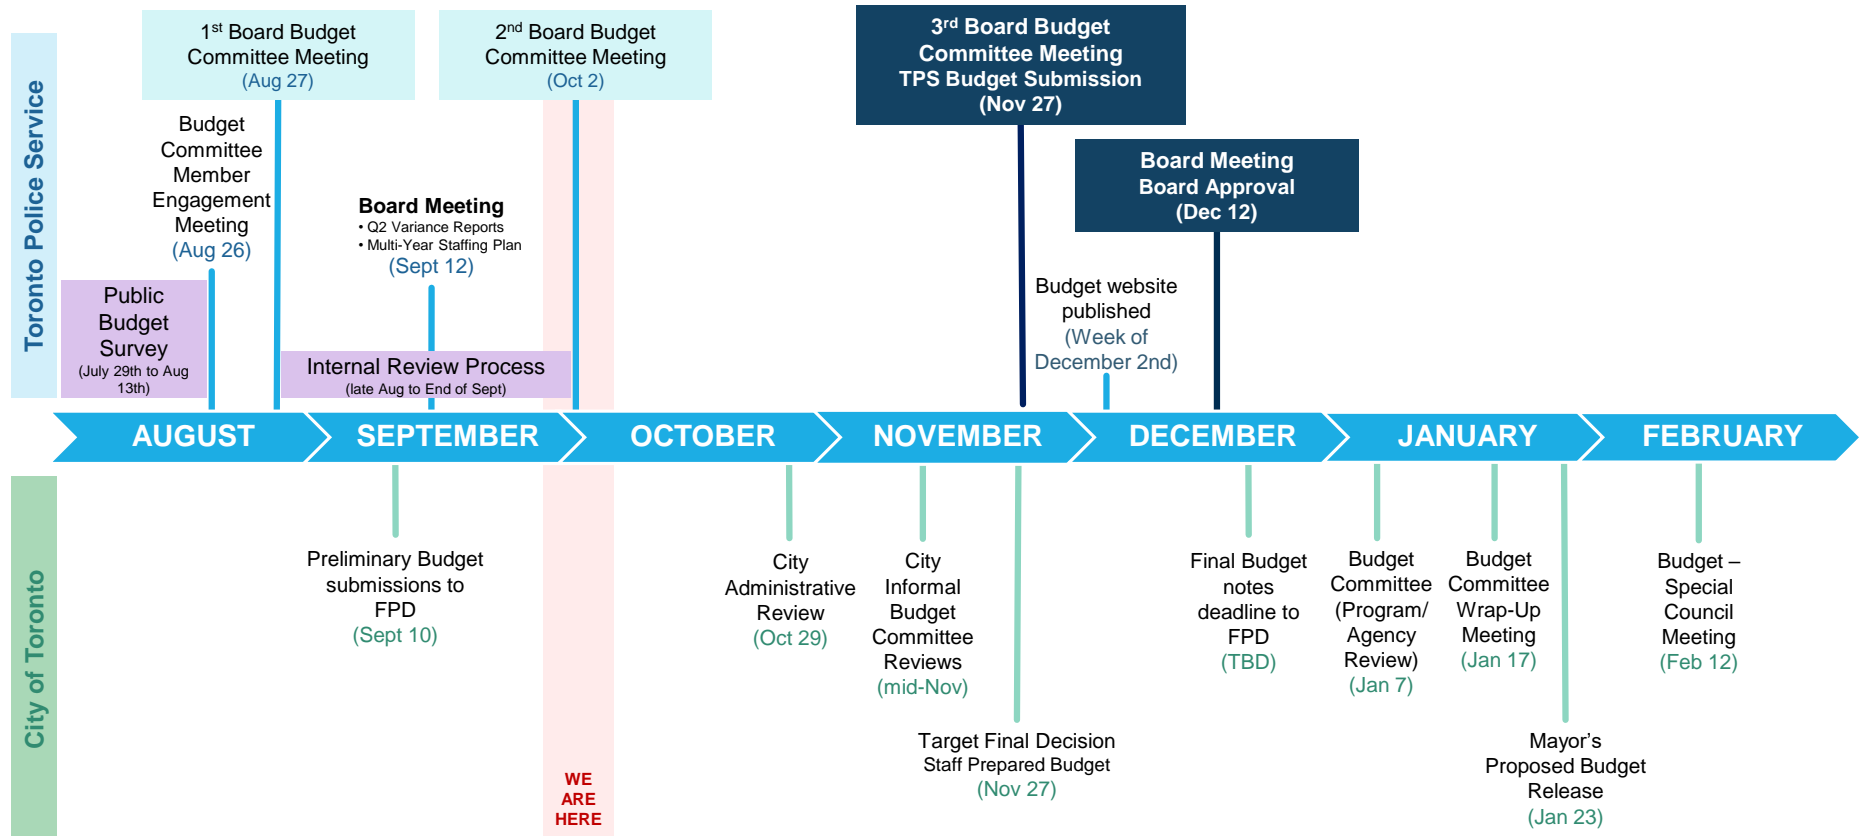 Toronto Police Service
1st Board Budget
Committee Meeting
(Aug 27)
2nd Board Budget
Committee Meeting
(Oct 2)
3rd Board Budget
Committee Meeting
TPS Budget Submission
(Nov 27)
Board Meeting
Board Approval
(Dec 12)
Budget
Committee
Member
Engagement
Meeting
(Aug 26)
Board Meeting
• Q2 Variance Reports
• Multi-Year Staffing Plan
(Sept 12)
Public
Budget
Survey
(July 29th to Aug
13th)
Internal Review Process
(late Aug to End of Sept)
Budget website
published
(Week of
December 2nd)
AUGUST
SEPTEMBER
OCTOBER
NOVEMBER
DECEMBER
JANUARY
FEBRUARY
City of Toronto
Preliminary Budget
submissions to
FPD
(Sept 10)
City
Administrative
Review
(Oct 29)
City
Informal
Budget
Committee
Reviews
(mid-Nov)
Final Budget
notes
deadline to
FPD
(TBD)
Budget
Committee
(Program/
Agency
Review)
(Jan 7)
Budget
Committee
Wrap-Up
Meeting
(Jan 17)
Budget –
Special
Council
Meeting
(Feb 12)
Target Final Decision
Staff Prepared Budget
(Nov 27)
Mayor's
Proposed Budget
Release
(Jan 23)
WE
ARE
HERE